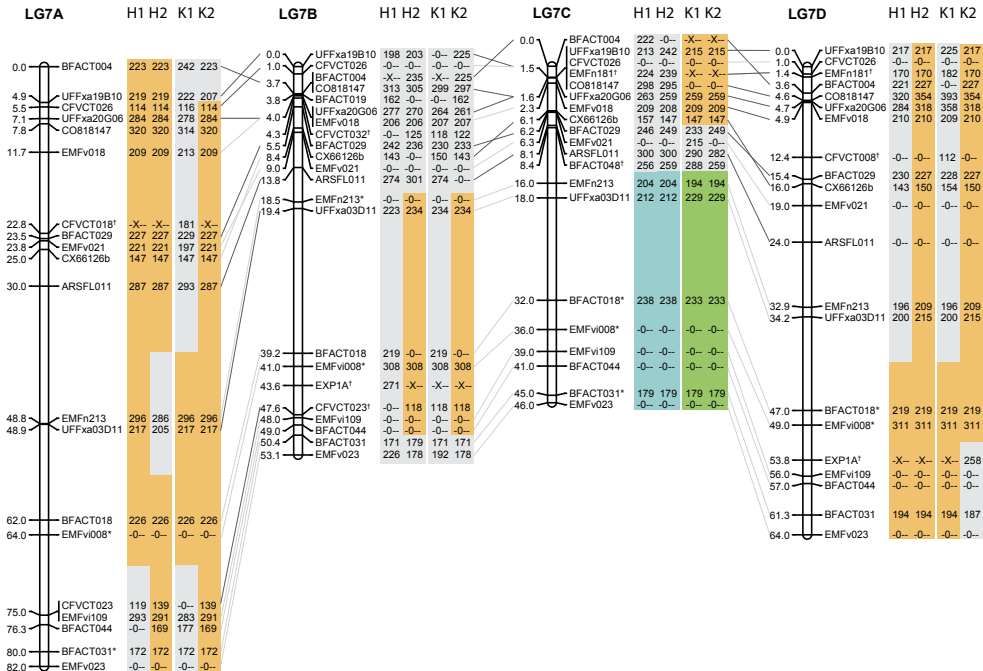 LG7A H1 H2 K1 K2
0.0 BFACT004 223 223 242 223
4.9 UFFxa19B10 219 219 222 207
5.5 CFVCT026 114 114 116 114
7.1 UFFxa20G06 284 284 278 284
7.8 CO818147 320 320 314 320
11.7 EMFv018 209 209 213 209
22.8 CFVCT018† -X-- -X-- 181 -X--
23.5 BFACT029 227 227 229 227
23.8 EMFv021 221 221 197 221
25.0 CX66126b 147 147 147 147
30.0 ARSFL011 287 287 293 287
48.8 EMFn213 296 286 296 296
48.9 UFFxa03D11 217 205 217 217
62.0 BFACT018 226 226 226 226
64.0 EMFvi008* -0-- -0-- -0-- -0--
CFVCT023 119 139 -0-- 139
75.0 EMFvi109 293 291 283 291
76.3 BFACT044 -0-- 169 177 169
80.0 BFACT031* 172 172 172 172
82.0 EMFv023 -0-- -0-- -0-- -0--
LG7B H1 H2 K1 K2
0.0 UFFxa19B10 198 203 -0-- 225
1.0 CFVCT026 -0-- -0-- -0-- -0--
3.7 BFACT004 -X-- 235 -X-- 225
CO818147 313 305 299 297
3.8 BFACT019 162 -0-- -0-- 162
UFFxa20G06 277 270 264 261
4.0 EMFv018 206 206 207 207
4.3 CFVCT032† -0-- 125 118 122
5.5 BFACT029 242 236 230 233
8.4 CX66126b 143 -0-- 150 143
9.0 EMFv021 -0-- -0-- -0-- -0--
13.8 ARSFL011 274 301 274 -0--
18.5 EMFn213* -0-- -0-- -0-- -0--
19.4 UFFxa03D11 223 234 234 234
39.2 BFACT018 219 -0-- 219 -0--
41.0 EMFvi008* 308 308 308 308
43.6 EXP1A† 271 -X-- -X-- -X--
47.6 CFVCT023† -0-- 118 118 118
48.0 EMFvi109 -0-- -0-- -0-- -0--
49.0 BFACT044 -0-- -0-- -0-- -0--
50.4 BFACT031 171 179 171 171
53.1 EMFv023 226 178 192 178
LG7C H1 H2 K1 K2
0.0 BFACT004 222 -0-- -X-- -X--
UFFxa19B10 213 242 215 215
CFVCT026 -0-- -0-- -0-- -0--
1.5 EMFn181† 224 239 -X-- -X--
CO818147 298 295 -0-- -0--
1.6 UFFxa20G06 263 259 259 259
2.3 EMFv018 209 208 209 209
6.1 CX66126b 157 167 147 147
6.2 BFACT029 246 249 233 249
6.3 EMFv021 -0-- -0-- 215 -0--
8.1 ARSFL011 300 300 290 282
8.4 BFACT048† 256 259 288 259
16.0 EMFn213 204 204 194 194
18.0 UFFxa03D11 212 212 229 229
32.0 BFACT018* 238 238 233 233
36.0 EMFvi008* -0-- -0-- -0-- -0--
39.0 EMFvi109 -0-- -0-- -0-- -0--
41.0 BFACT044 -0-- -0-- -0-- -0--
45.0 BFACT031* 179 179 179 179
46.0 EMFv023 -0-- -0-- -0-- -0--
LG7D H1 H2 K1 K2
0.0 UFFxa19B10 217 217 225 217
1.0 CFVCT026 -0-- -0-- -0-- -0--
1.4 EMFn181† 170 170 182 170
3.6 BFACT004 221 227 -0-- 227
4.6 CO818147 320 354 393 354
4.7 UFFxa20G06 284 318 358 318
4.9 EMFv018 210 210 209 210
12.4 CFVCT008† -0-- -0-- 112 -0--
15.4 BFACT029 230 227 228 227
16.0 CX66126b 143 150 154 150
19.0 EMFv021 -0-- -0-- -0-- -0--
24.0 ARSFL011 -0-- -0-- -0-- -0--
32.9 EMFn213 196 209 196 209
34.2 UFFxa03D11 200 215 200 215
47.0 BFACT018* 219 219 219 219
49.0 EMFvi008* 311 311 311 311
53.8 EXP1A† -X-- -X-- -X-- 258
56.0 EMFvi109 -0-- -0-- -0-- -0--
57.0 BFACT044 -0-- -0-- -0-- -0--
61.3 BFACT031 194 194 194 187
64.0 EMFv023 -0-- -0-- -0-- -0--